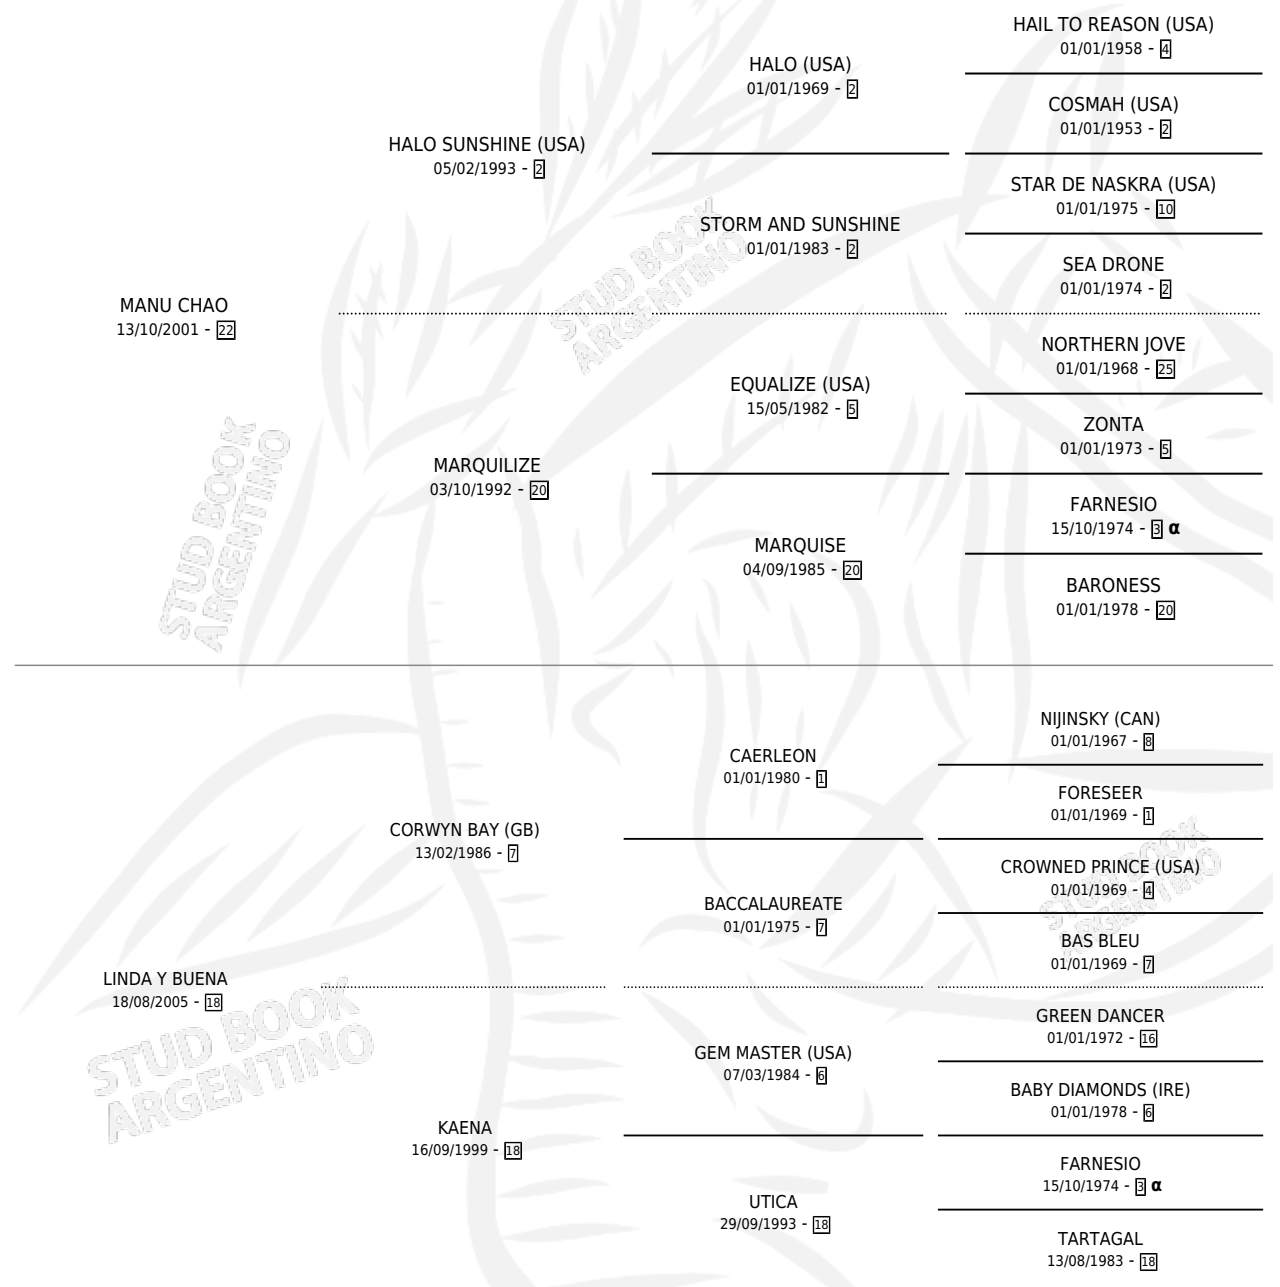 HAIL TO REASON (USA)
01/01/1958 - 4
HALO (USA)
01/01/1969 - 2
COSMAH (USA)
01/01/1953 - 2
HALO SUNSHINE (USA)
05/02/1993 - 2
STAR DE NASKRA (USA)
01/01/1975 - 10
STORM AND SUNSHINE
01/01/1983 - 2
SEA DRONE
01/01/1974 - 2
MANU CHAO
13/10/2001 - 22
NORTHERN JOVE
01/01/1968 - 25
EQUALIZE (USA)
15/05/1982 - 5
ZONTA
01/01/1973 - 5
MARQUILIZE
03/10/1992 - 20
FARNESIO
15/10/1974 - 3 α
MARQUISE
04/09/1985 - 20
BARONESS
01/01/1978 - 20
NIJINSKY (CAN)
01/01/1967 - 8
CAERLEON
01/01/1980 - 1
FORESEER
01/01/1969 - 1
CORWYN BAY (GB)
13/02/1986 - 7
CROWNED PRINCE (USA)
01/01/1969 - 4
BACCALAUREATE
01/01/1975 - 7
BAS BLEU
01/01/1969 - 7
LINDA Y BUENA
18/08/2005 - 18
GREEN DANCER
01/01/1972 - 16
GEM MASTER (USA)
07/03/1984 - 6
BABY DIAMONDS (IRE)
01/01/1978 - 6
KAENA
16/09/1999 - 18
FARNESIO
15/10/1974 - 3 α
UTICA
29/09/1993 - 18
TARTAGAL
13/08/1983 - 18
STUD BOOK
ARGENTINO
STUD BOOK
ARGENTINO
STUD BOOK
ARGENTINO
STUD BOOK
ARGENTINO